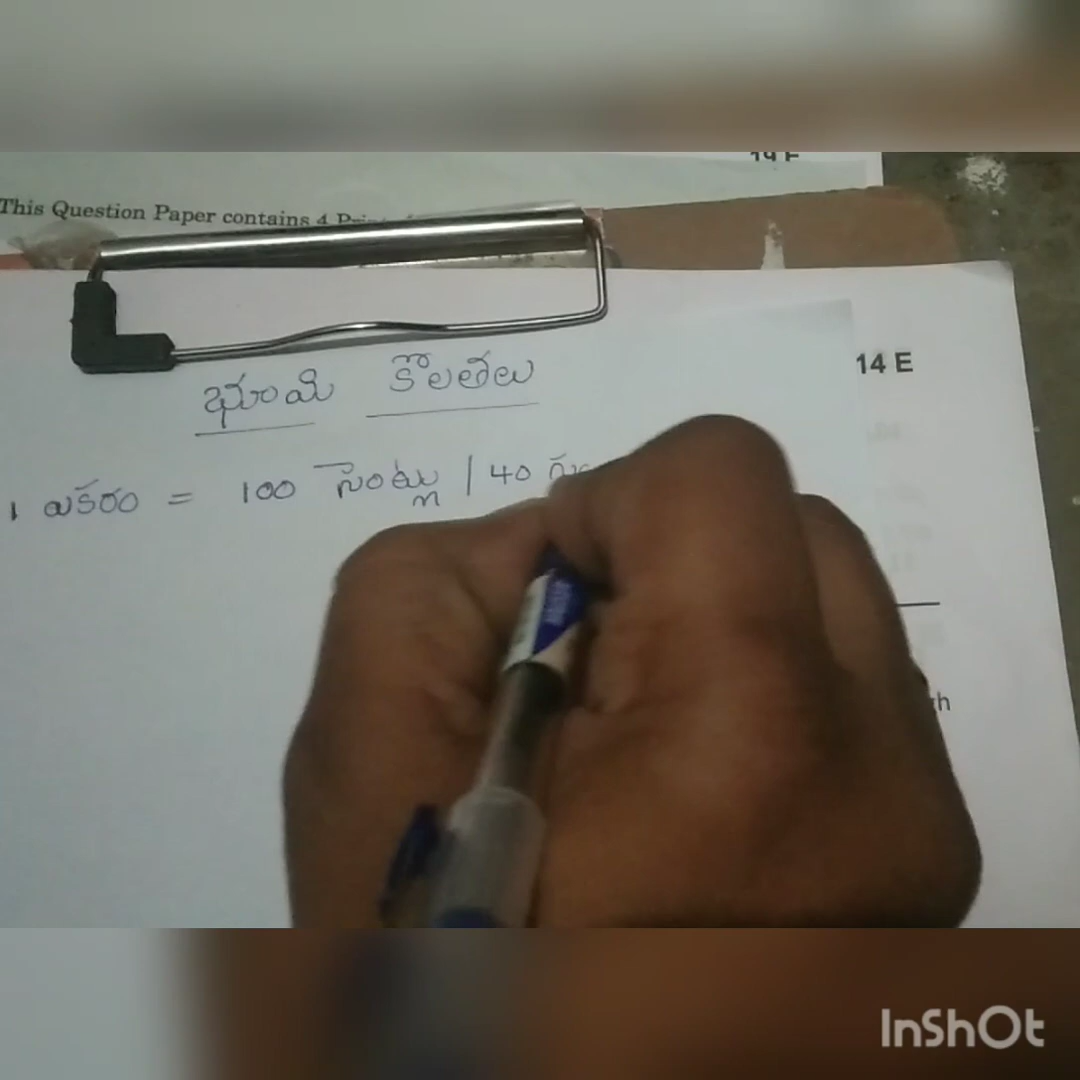 This Question Paper contains 4
భూమి కొలతలు
14 E
1 ఎకరం = 100 సెంట్లు / 40
InShOt